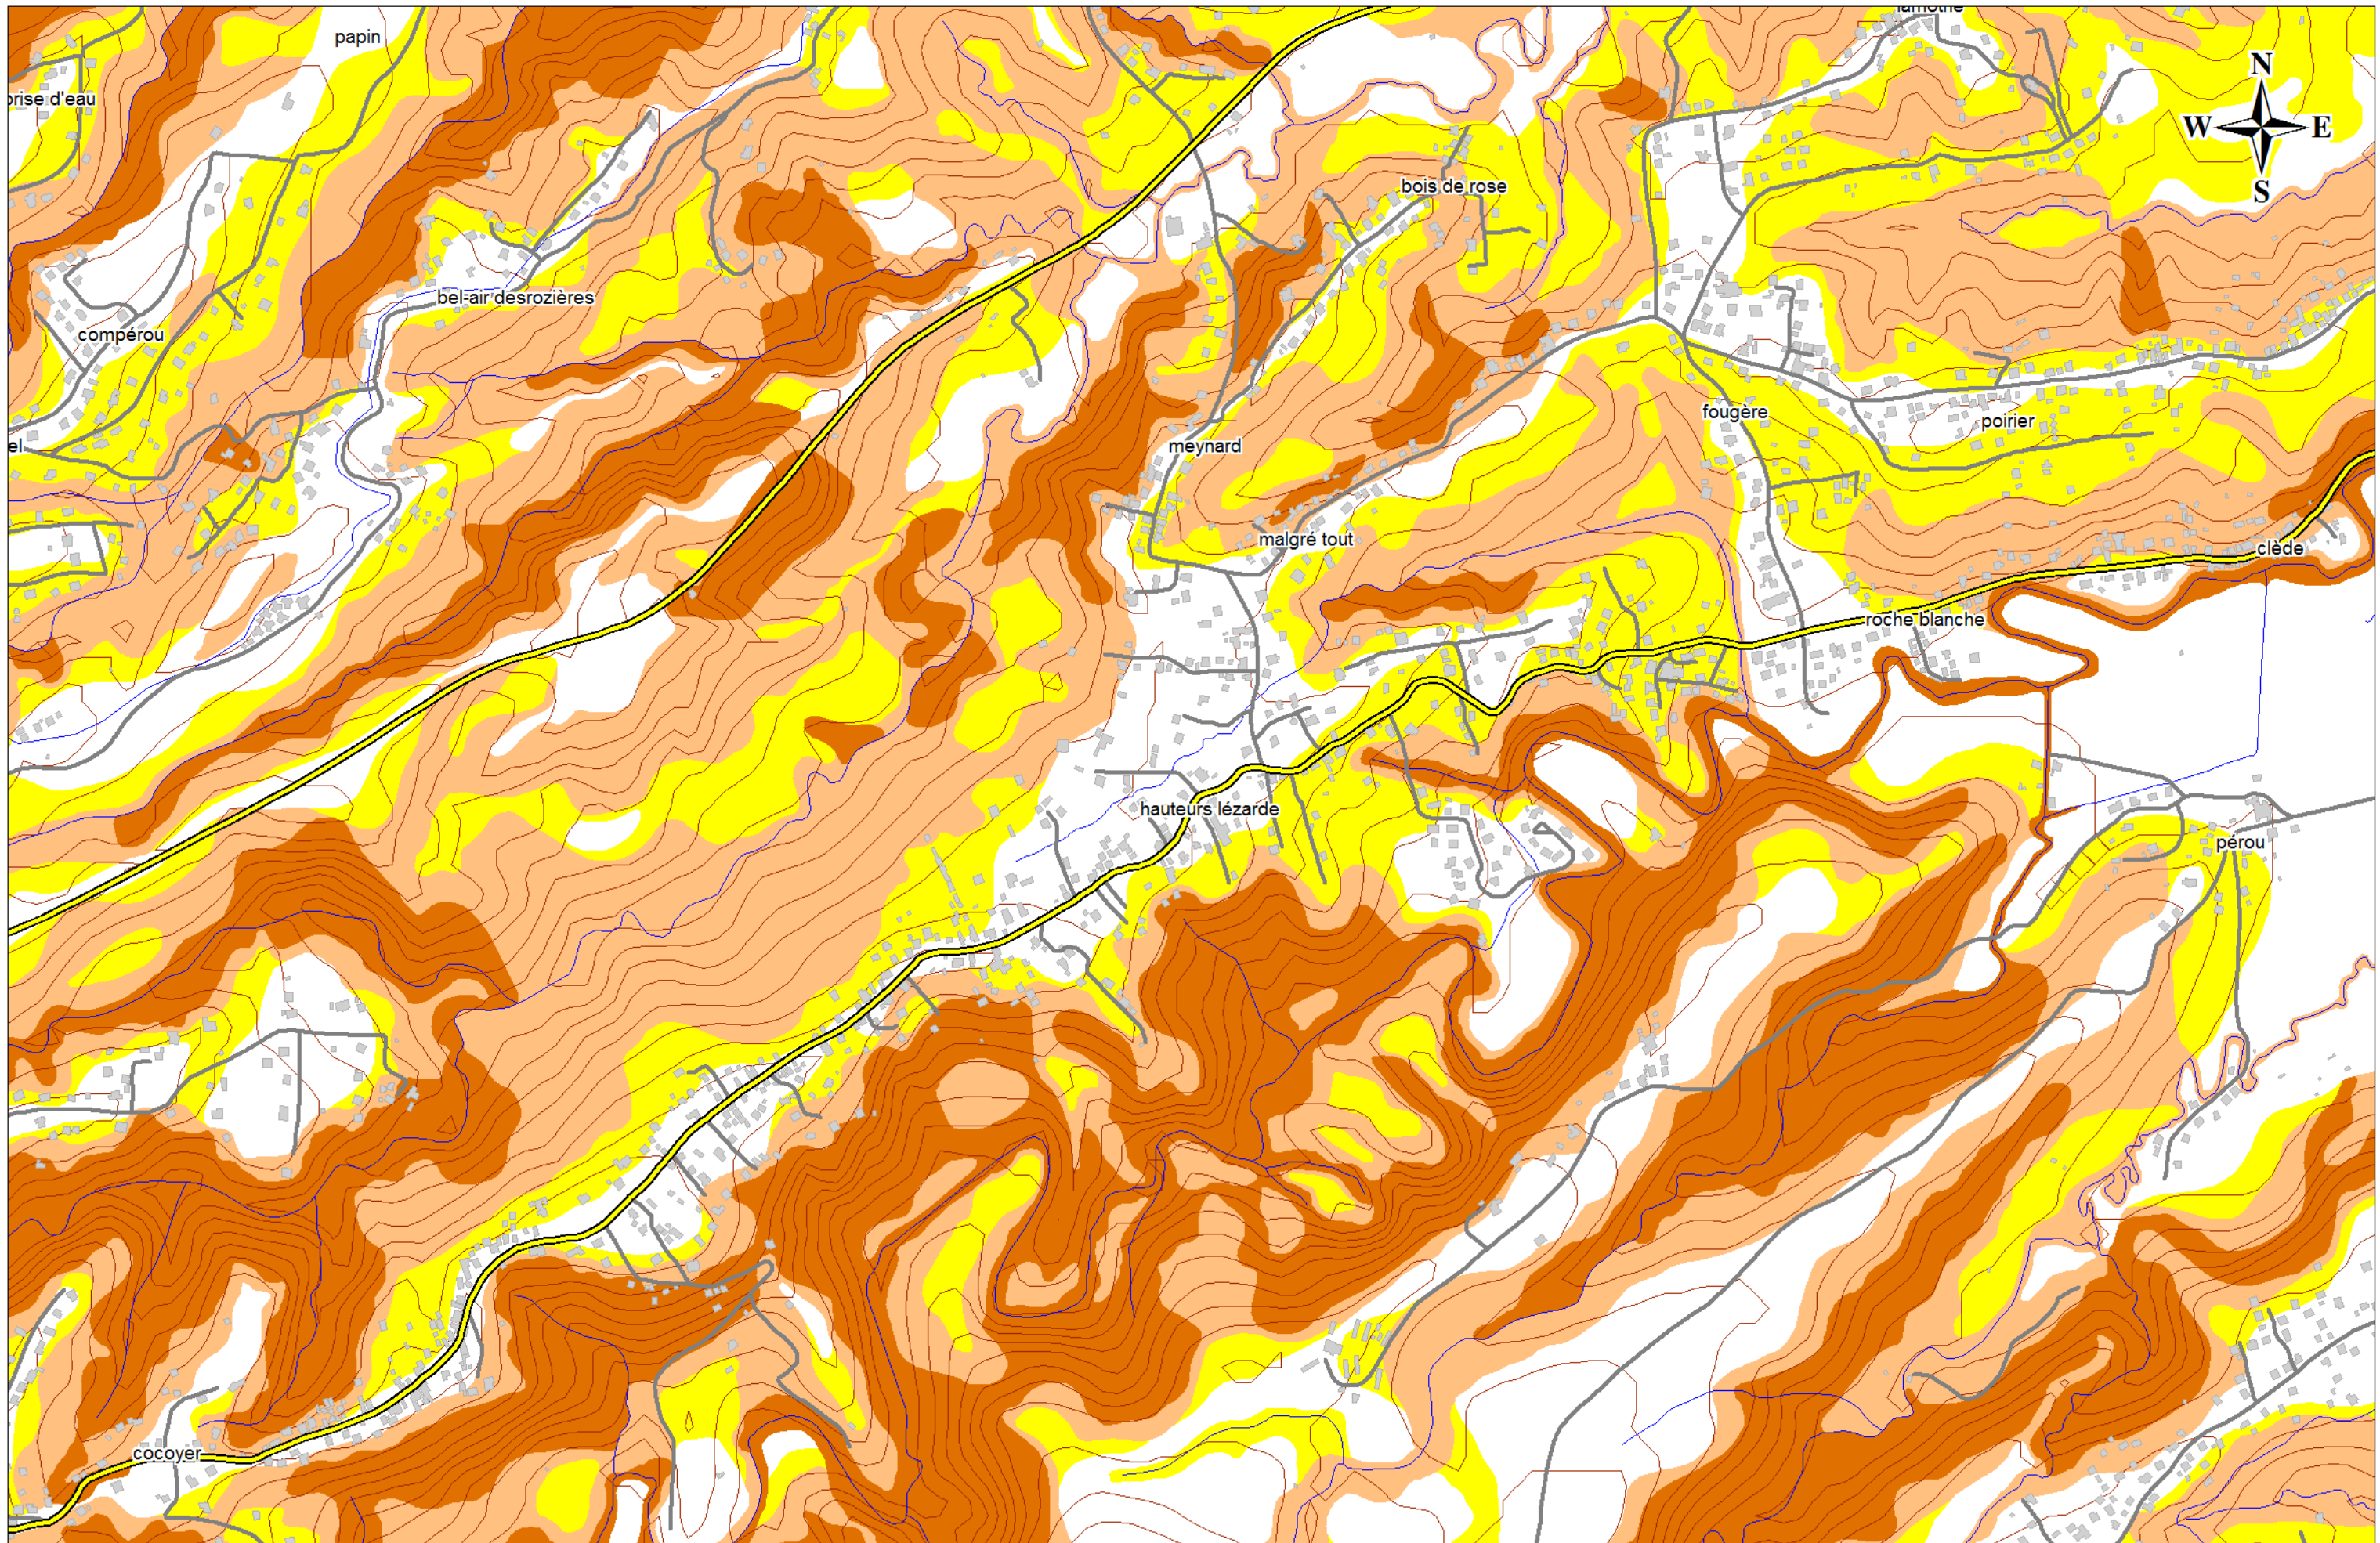 papin
prise d'eau
N
W E
S
bois de rose
bel-air desrozières
compérou
fougère
poirier
meynard
malgré tout
clède
roche blanche
hauteurs lézarde
pérou
cocoyer